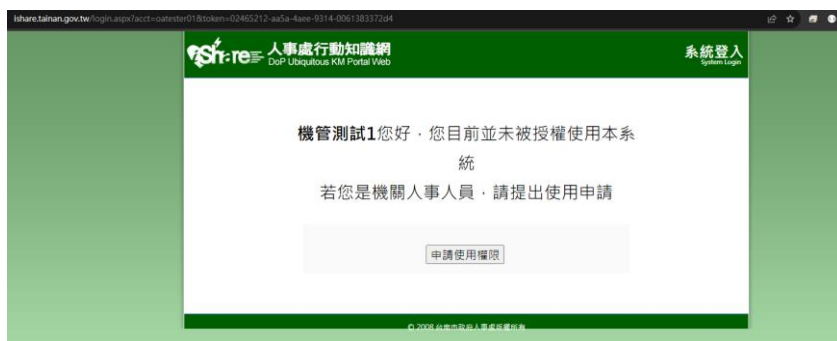 ishare.tainan.gov.tw/login.aspx?acct=oatester01&token=02465212-aa5a-4aee-9314-0061383372d4
iShare 人事處行動知識網
DoP Ubiquitous KM Portal Web
系統登入
System Login
機管測試1您好，您目前並未被授權使用本系
統
若您是機關人事人員，請提出使用申請
申請使用權限
© 2008 台南市政府人事處版權所有